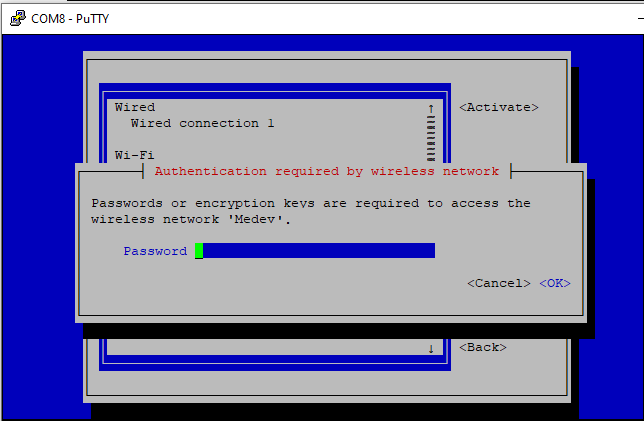 COM8 - PuTTY
Wired
Wired connection 1
<Activate>
Wi-Fi
Authentication required by wireless network
Passwords or encryption keys are required to access the
wireless network 'Medev'.
Password
<Cancel> <OK>
<Back>